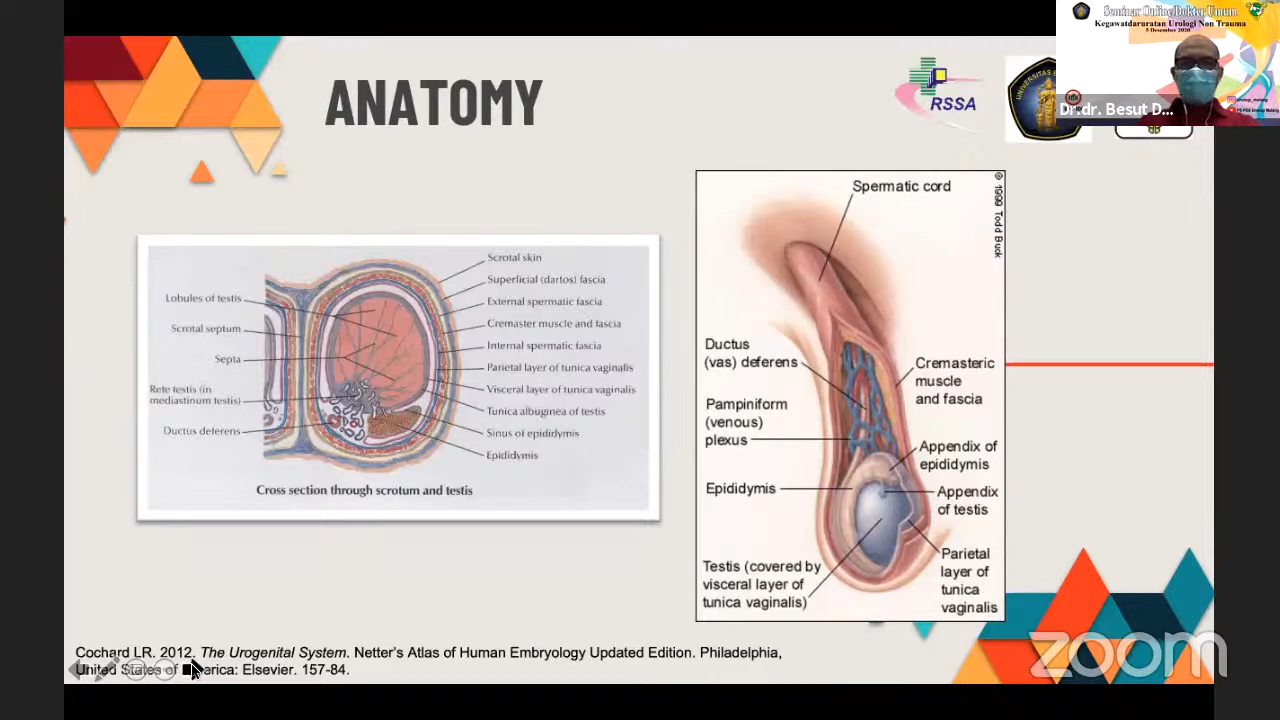 Seminar Online Dokter Umum
Kegawatdaruratan Urologi Non Trauma
5 Desember 2020
Dr.dr. Besut D...
ANATOMY
RSSA
Lobules of testis
Scrotal septum
Septa
Rete testis (in
mediastinum testis)
Ductus deferens
Scrotal skin
Superficial (dartos) fascia
External spermatic fascia
Cremaster muscle and fascia
Internal spermatic fascia
Parietal layer of tunica vaginalis
Visceral layer of tunica vaginalis
Tunica albuginea of testis
Sinus of epididymis
Epididymis
Cross section through scrotum and testis
© 1999 Todd Buck
Spermatic cord
Ductus
(vas) deferens
Pampiniform
(venous)
plexus
Epididymis
Testis (covered by
visceral layer of
tunica vaginalis)
Cremasteric
muscle
and fascia
Appendix of
epididymis
Appendix
of testis
Parietal
layer of
tunica
vaginalis
Cochard LR. 2012. The Urogenital System. Netter's Atlas of Human Embryology Updated Edition. Philadelphia,
United States of America: Elsevier. 157-84.
zoom